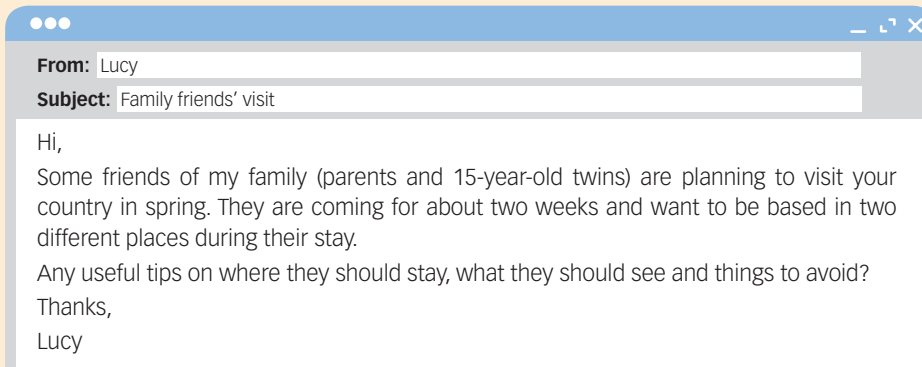 From: Lucy
Subject: Family friends' visit
Hi,
Some friends of my family (parents and 15-year-old twins) are planning to visit your
country in spring. They are coming for about two weeks and want to be based in two
different places during their stay.
Any useful tips on where they should stay, what they should see and things to avoid?
Thanks,
Lucy